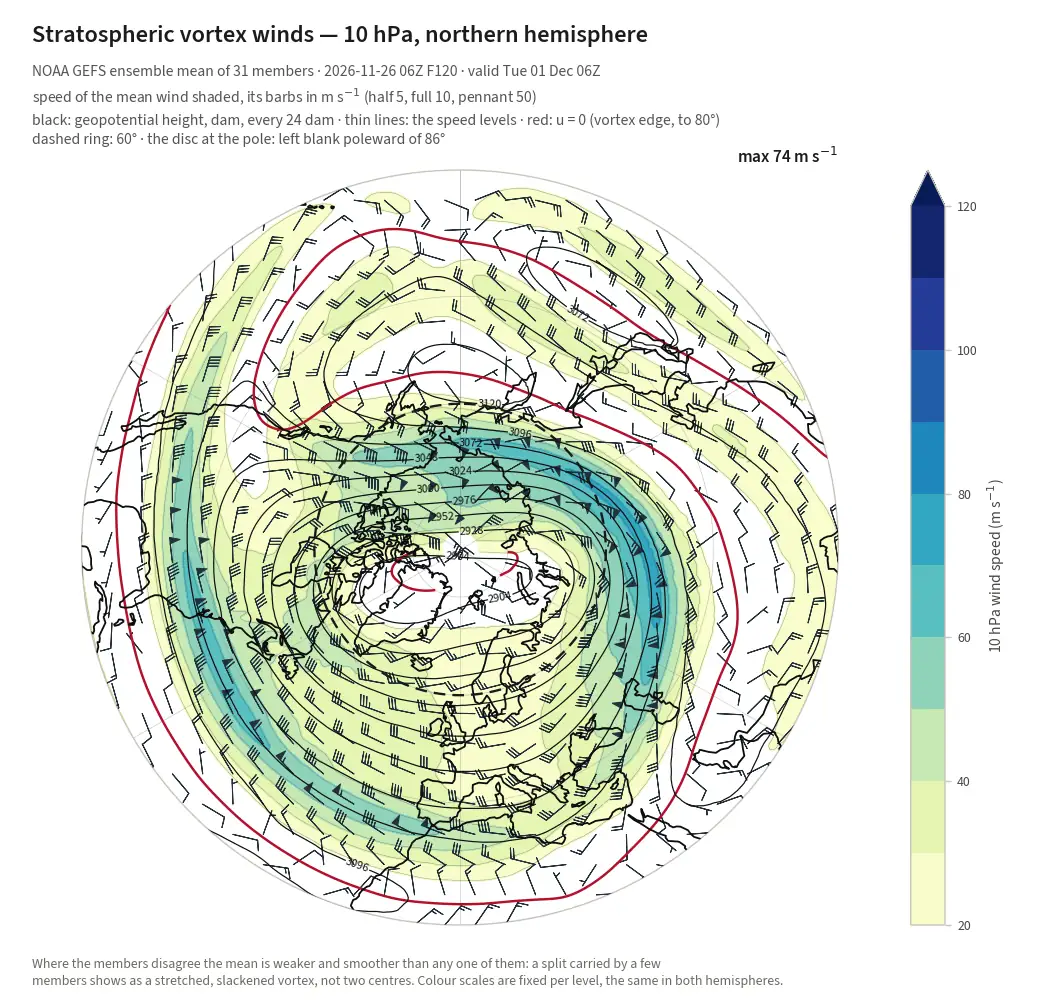 Stratospheric vortex winds — 10 hPa, northern hemisphere
NOAA GEFS ensemble mean of 31 members · 2026-11-26 06Z F120 · valid Tue 01 Dec 06Z
speed of the mean wind shaded, its barbs in m s⁻¹ (half 5, full 10, pennant 50)
black: geopotential height, dam, every 24 dam · thin lines: the speed levels · red: u = 0 (vortex edge, to 80°)
dashed ring: 60° · the disc at the pole: left blank poleward of 86°
max 74 m s⁻¹
120
100
80
60
40
20
10 hPa wind speed (m s⁻¹)
3072
3120
3096
3072
3048
3024
3000
2976
2952
2928
2904
3096
Where the members disagree the mean is weaker and smoother than any one of them: a split carried by a few
members shows as a stretched, slackened vortex, not two centres. Colour scales are fixed per level, the same in both hemispheres.